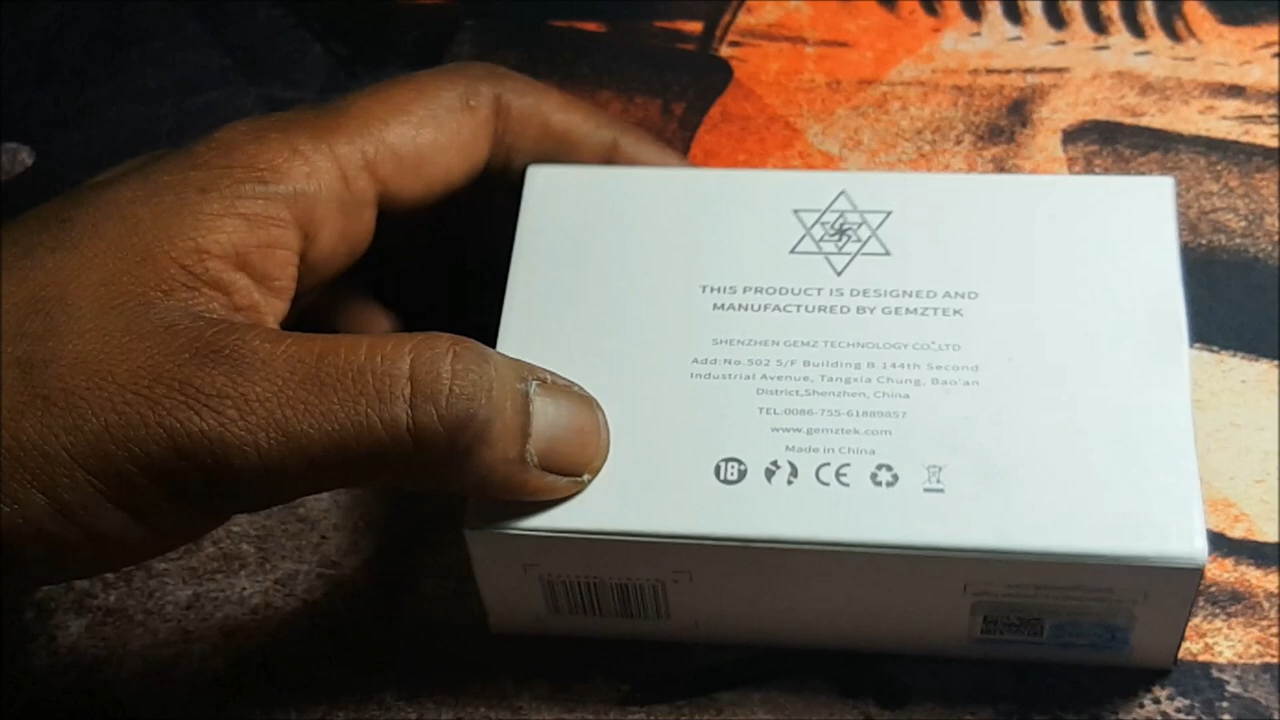 THIS PRODUCT IS DESIGNED AND
MANUFACTURED BY GEMZTEK
SHENZHEN GEMZ TECHNOLOGY CO.,LTD
Add:No.502 5/F Building B.144th Second
Industrial Avenue, Tangxia Chung, Bao'an
District,Shenzhen, China
TEL:0086-755-61889857
www.gemztek.com
Made in China
18+ CE